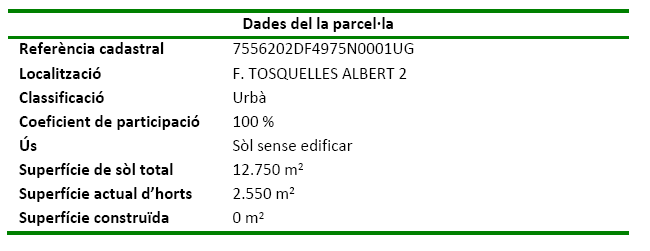 Dades del la parcel·la
Referència cadastral 7556202DF4975N0001UG
Localització F. TOSQUELLES ALBERT 2
Classificació Urbà
Coeficient de participació 100 %
Ús Sòl sense edificar
Superfície de sòl total 12.750 m²
Superfície actual d’horts 2.550 m²
Superfície construïda 0 m²